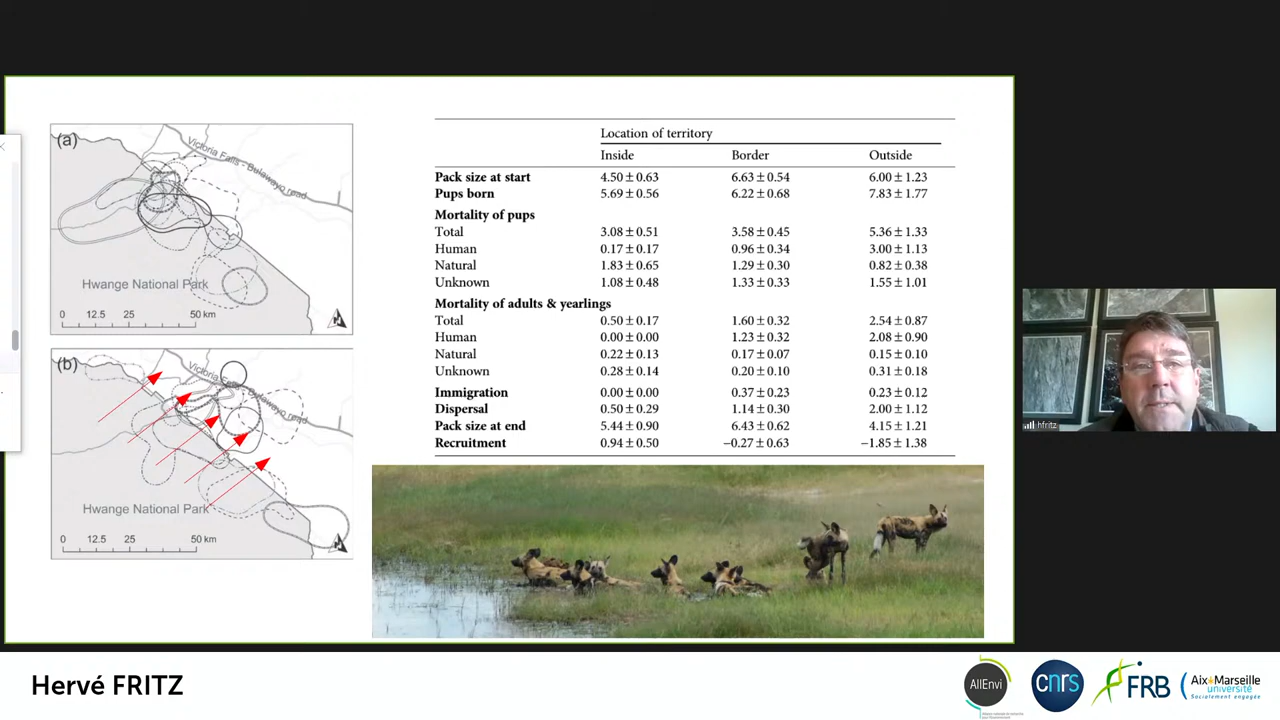 (a)
Victoria Falls - Bulawayo road
Hwange National Park
0 12.5 25 50 km
(b)
Victoria Falls - Bulawayo road
Hwange National Park
0 12.5 25 50 km
Location of territory
Inside Border Outside
Pack size at start 4.50 ± 0.63 6.63 ± 0.54 6.00 ± 1.23
Pups born 5.69 ± 0.56 6.22 ± 0.68 7.83 ± 1.77
Mortality of pups
Total 3.08 ± 0.51 3.58 ± 0.45 5.36 ± 1.33
Human 0.17 ± 0.17 0.96 ± 0.34 3.00 ± 1.13
Natural 1.83 ± 0.65 1.29 ± 0.30 0.82 ± 0.38
Unknown 1.08 ± 0.48 1.33 ± 0.33 1.55 ± 1.01
Mortality of adults & yearlings
Total 0.50 ± 0.17 1.60 ± 0.32 2.54 ± 0.87
Human 0.00 ± 0.00 1.23 ± 0.32 2.08 ± 0.90
Natural 0.22 ± 0.13 0.17 ± 0.07 0.15 ± 0.10
Unknown 0.28 ± 0.14 0.20 ± 0.10 0.31 ± 0.18
Immigration 0.00 ± 0.00 0.37 ± 0.23 0.23 ± 0.12
Dispersal 0.50 ± 0.29 1.14 ± 0.30 2.00 ± 1.12
Pack size at end 5.44 ± 0.90 6.43 ± 0.62 4.15 ± 1.21
Recruitment 0.94 ± 0.50 −0.27 ± 0.63 −1.85 ± 1.38
hfritz
Hervé FRITZ
AllEnvi
cnrs
FRB
Aix Marseille
université
Socialement engagée